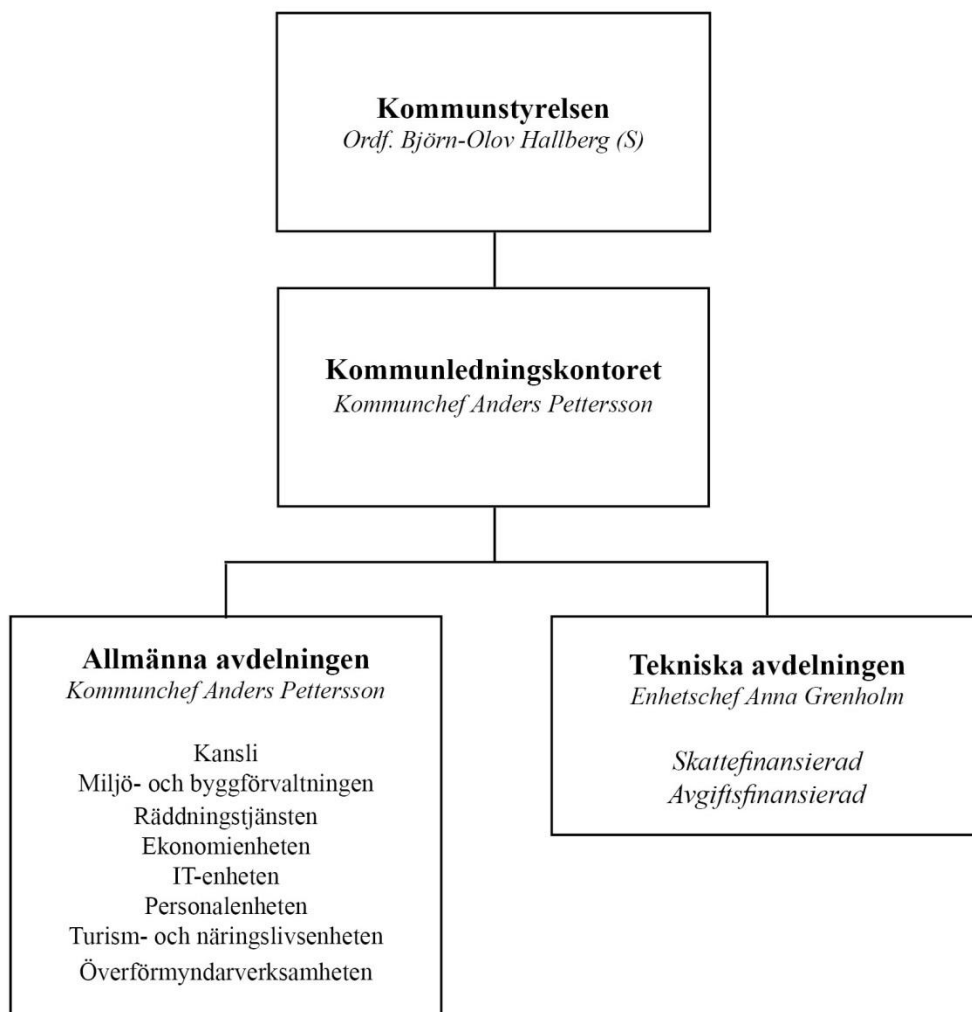 Kommunstyrelsen
Ordf. Björn-Olov Hallberg (S)
Kommunledningskontoret
Kommunchef Anders Pettersson
Allmänna avdelningen
Kommunchef Anders Pettersson
Kansli
Miljö- och byggförvaltningen
Räddningstjänsten
Ekonomienheten
IT-enheten
Personalenheten
Turism- och näringslivsenheten
Överförmyndarverksamheten
Tekniska avdelningen
Enhetschef Anna Grenholm
Skattefinansierad
Avgiftsfinansierad